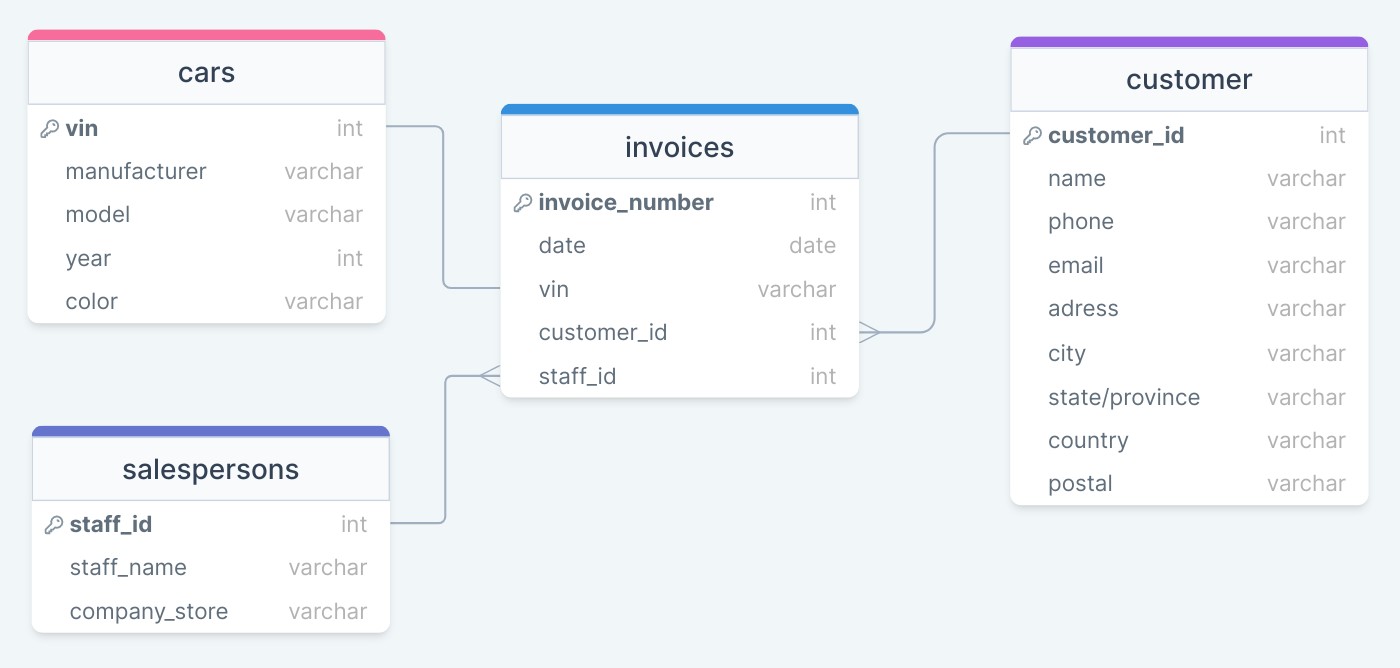 cars
vin int
manufacturer varchar
model varchar
year int
color varchar
invoices
invoice_number int
date date
vin varchar
customer_id int
staff_id int
customer
customer_id int
name varchar
phone varchar
email varchar
adress varchar
city varchar
state/province varchar
country varchar
postal varchar
salespersons
staff_id int
staff_name varchar
company_store varchar